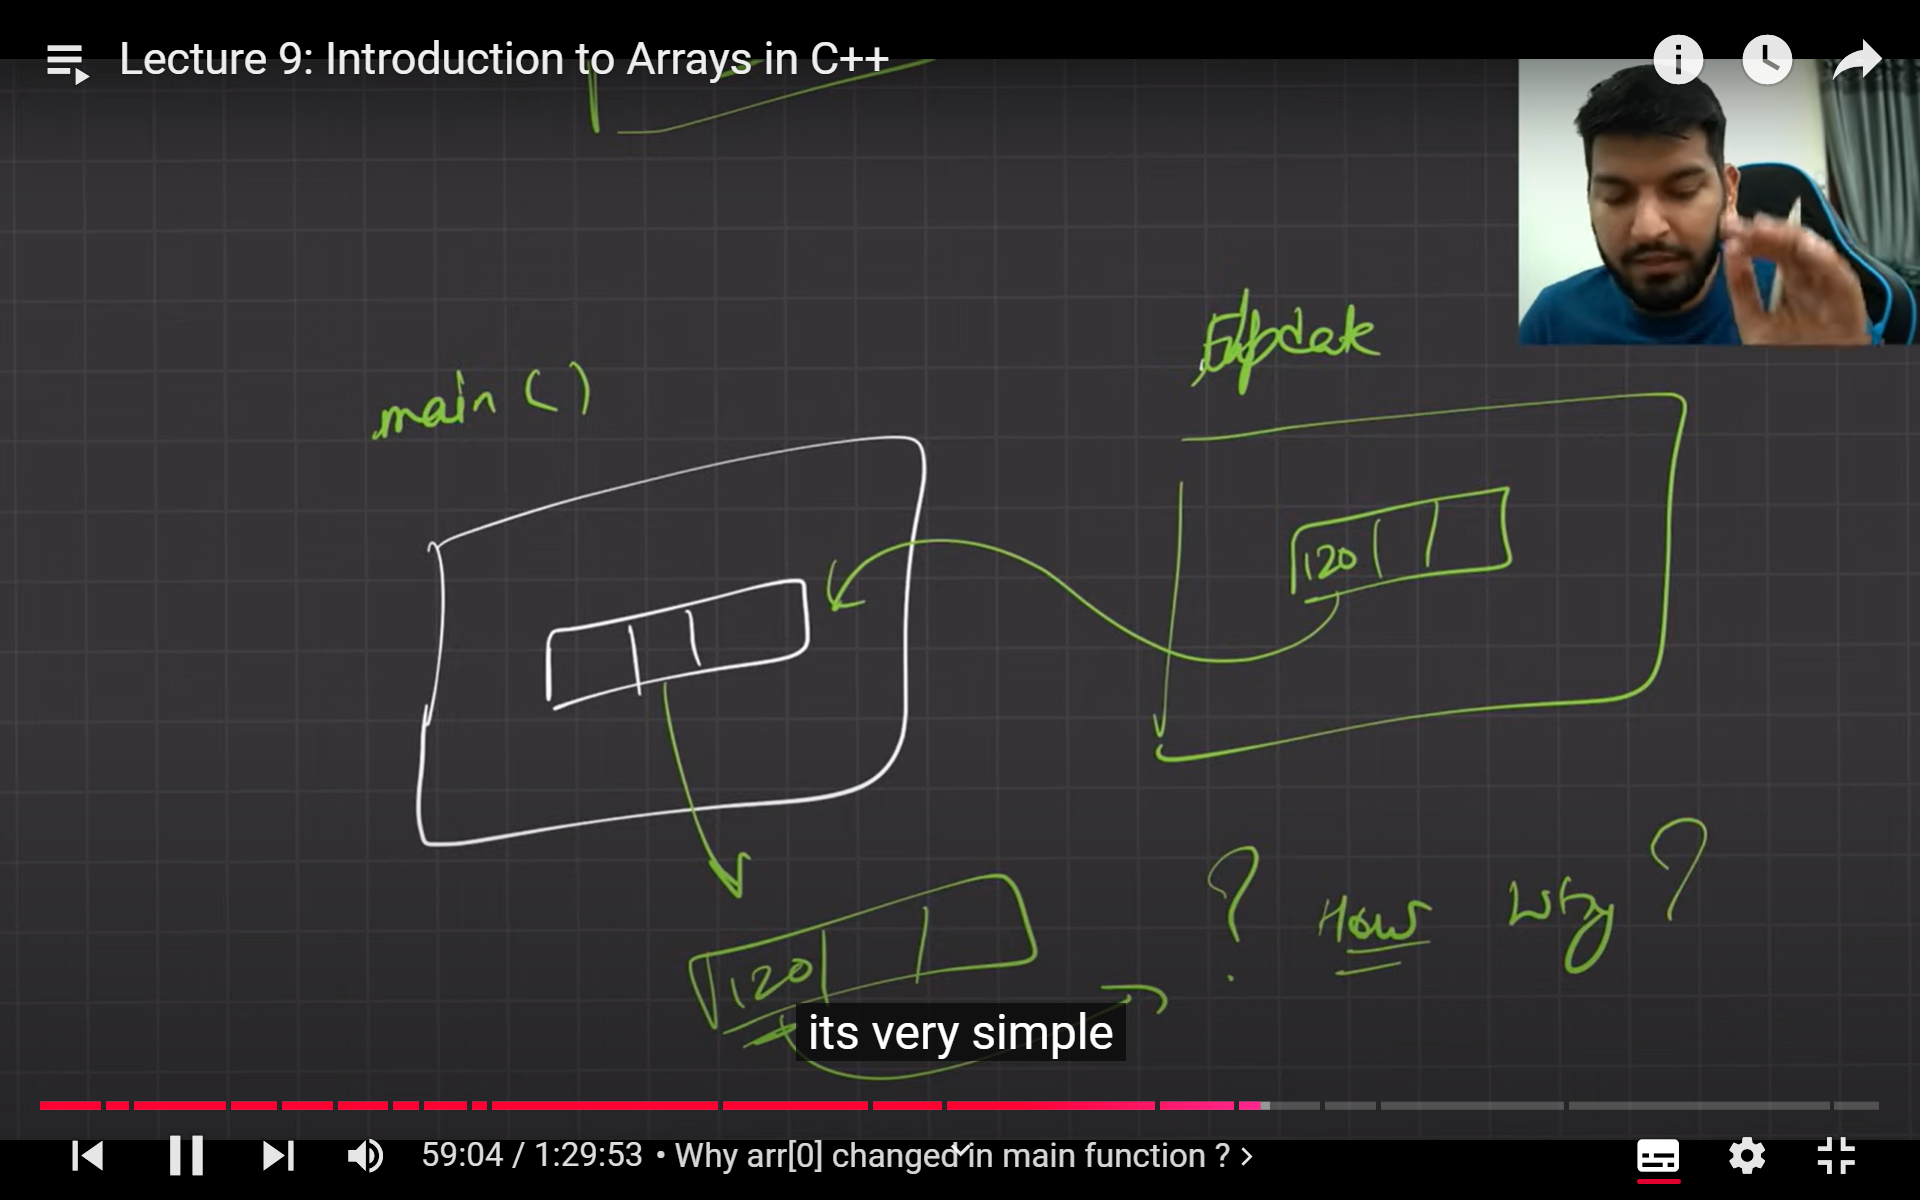 Lecture 9: Introduction to Arrays in C++
Update
main ()
120
? How Why ?
120
its very simple
59:04 / 1:29:53 • Why arr[0] changed in main function ? ›